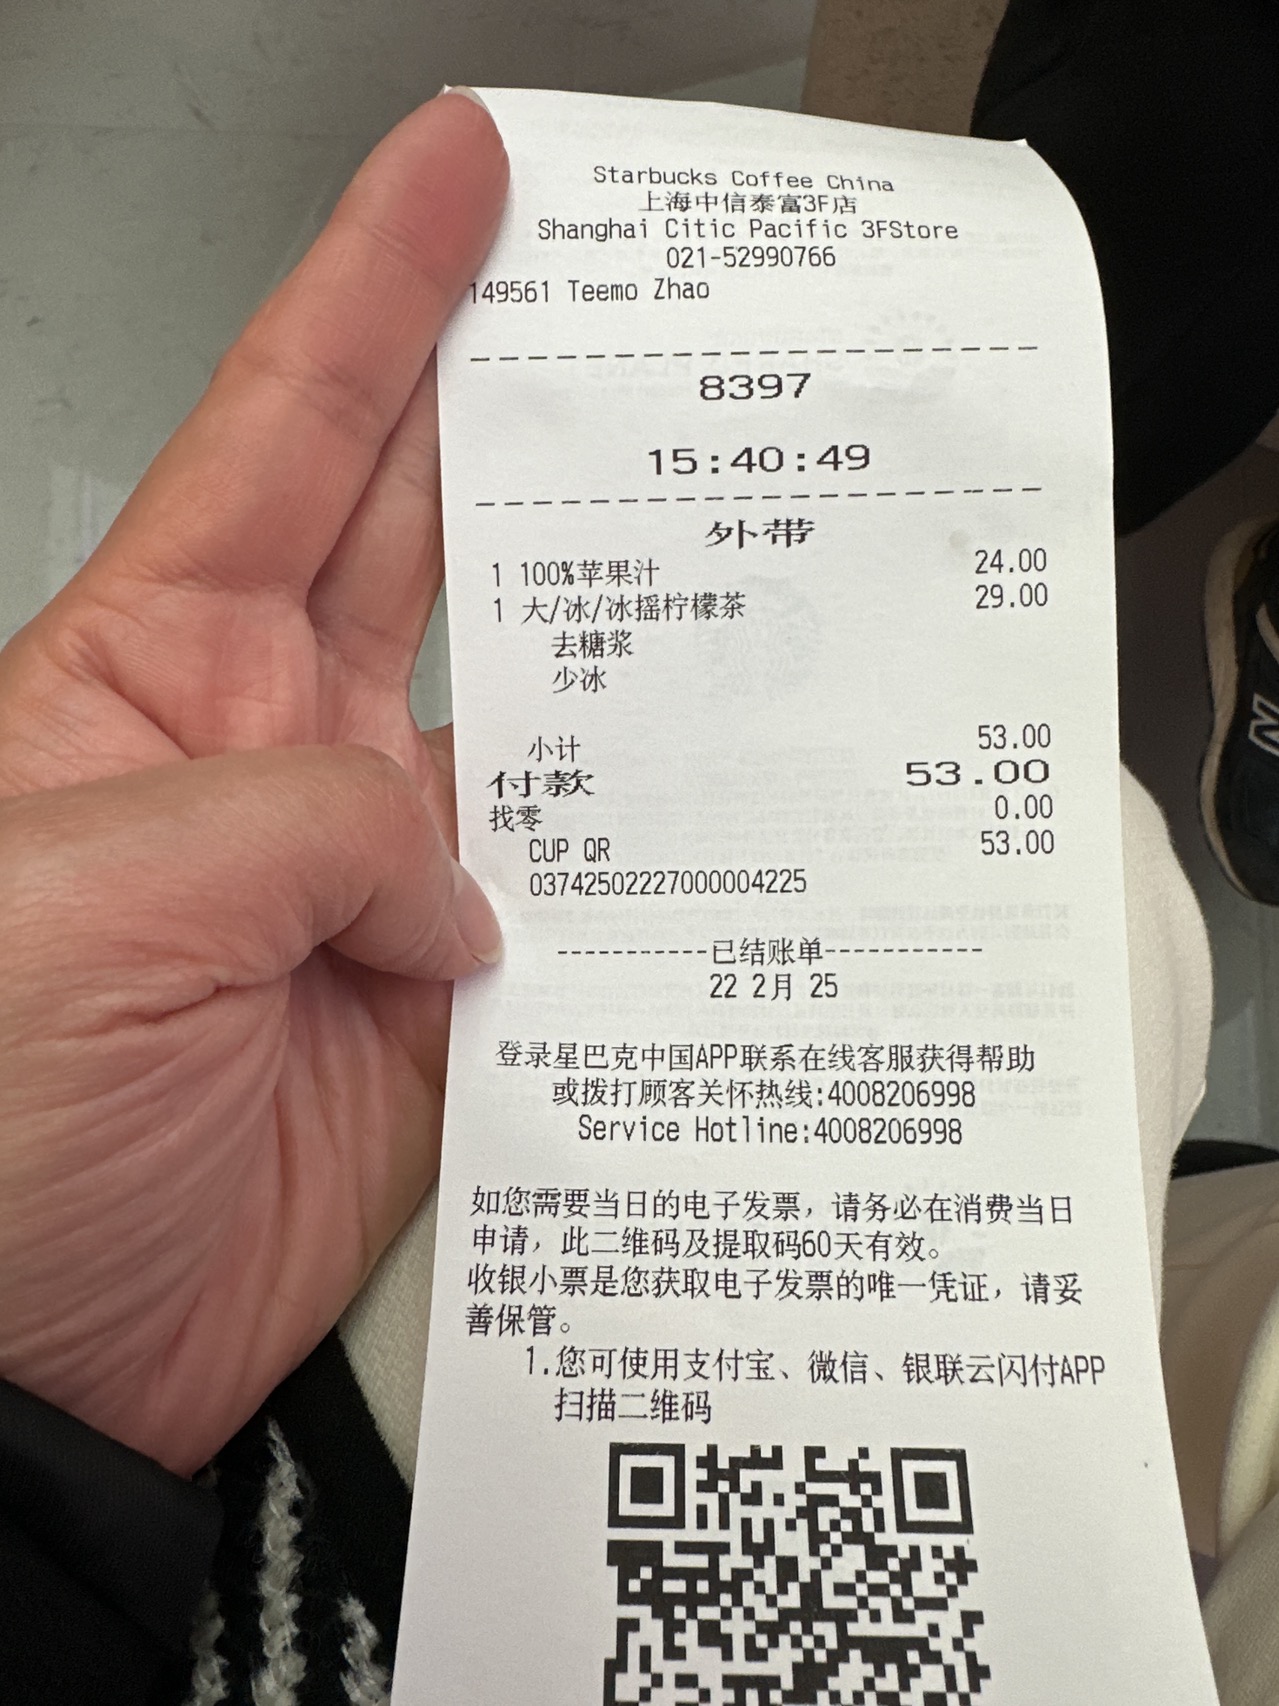 Starbucks Coffee China
上海中信泰富3F店
Shanghai Citic Pacific 3FStore
021-52990766
149561 Teemo Zhao
8397
15:40:49
外带
1 100%苹果汁 24.00
1 大/冰/冰摇柠檬茶 29.00
去糖浆
少冰
小计 53.00
付款 53.00
找零 0.00
CUP QR 53.00
03742502227000004225
-----------已结账单-----------
22 2月 25
登录星巴克中国APP联系在线客服获得帮助
或拨打顾客关怀热线:4008206998
Service Hotline:4008206998
如您需要当日的电子发票，请务必在消费当日
申请，此二维码及提取码60天有效。
收银小票是您获取电子发票的唯一凭证，请妥
善保管。
1.您可使用支付宝、微信、银联云闪付APP
扫描二维码
N